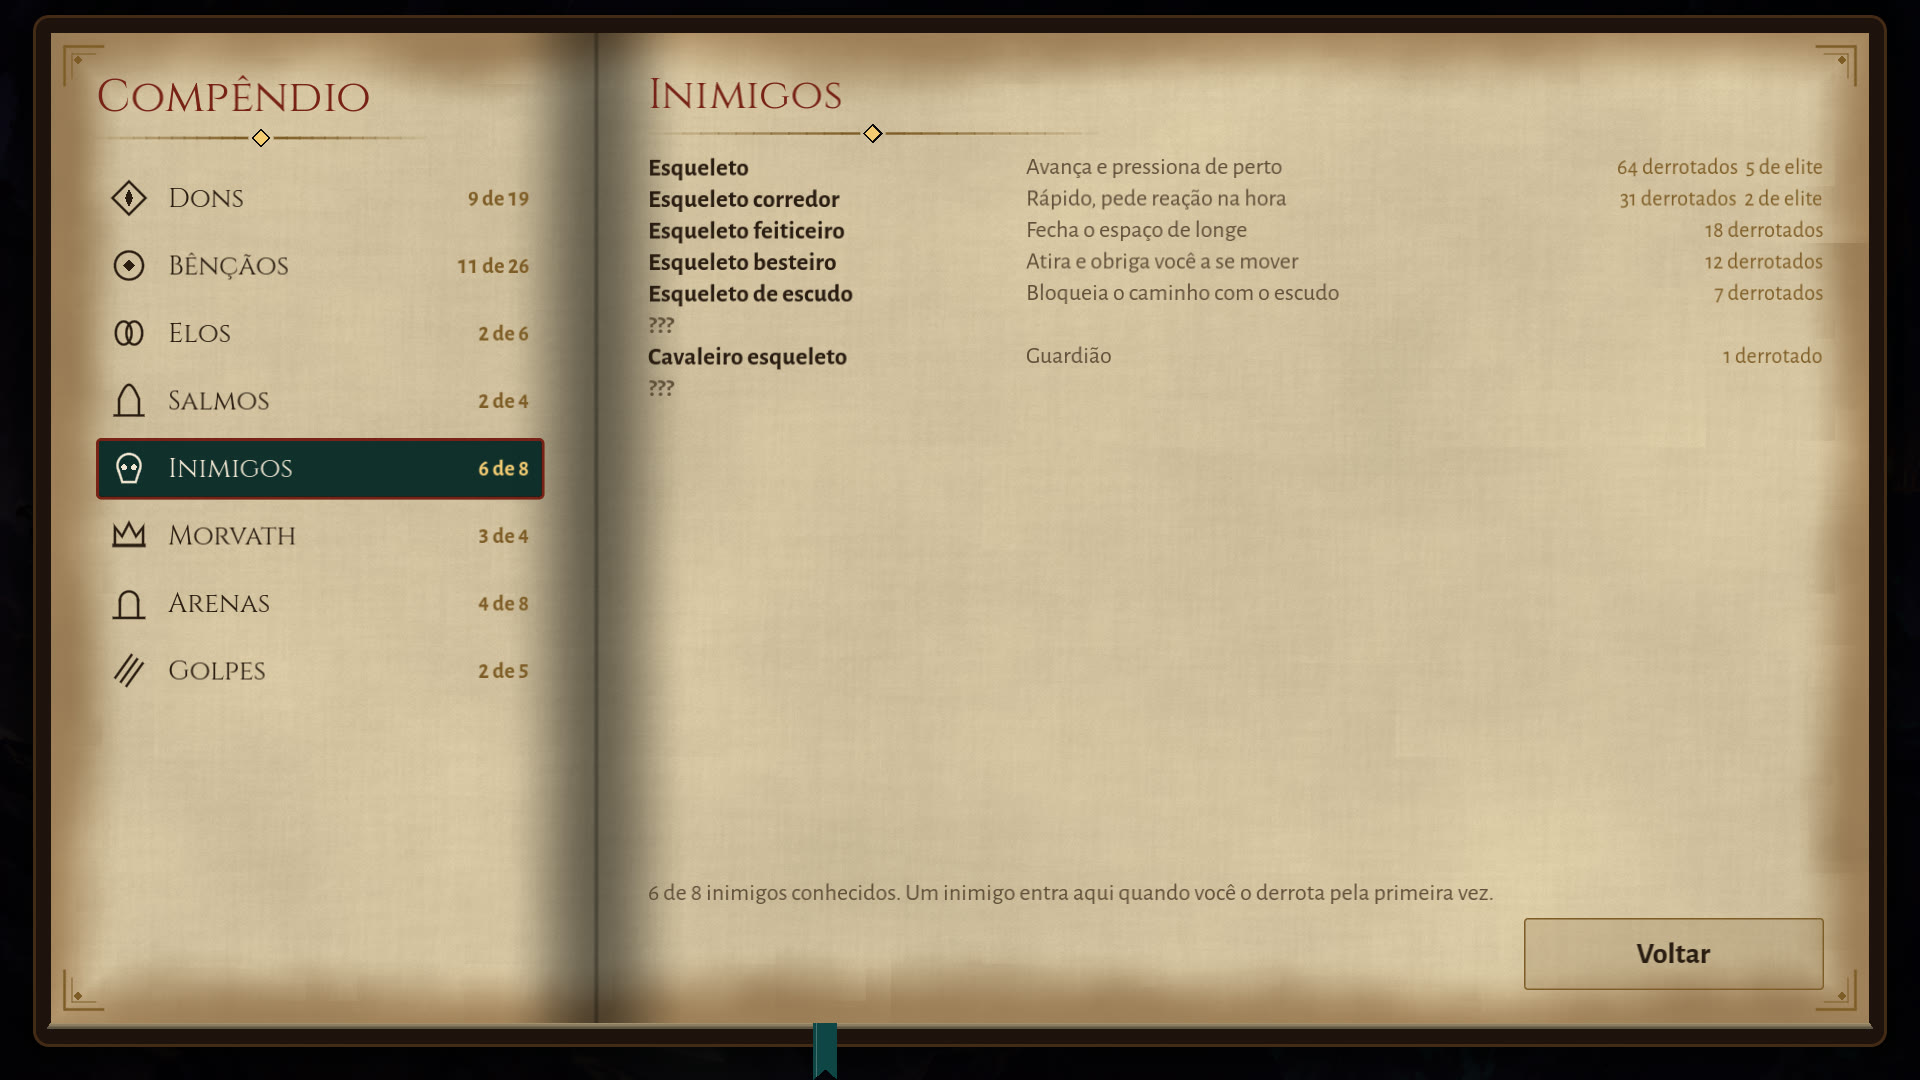 Compêndio
Dons 9 de 19
Bênçãos 11 de 26
Elos 2 de 6
Salmos 2 de 4
Inimigos 6 de 8
Morvath 3 de 4
Arenas 4 de 8
Golpes 2 de 5
Inimigos
Esqueleto Avança e pressiona de perto 64 derrotados 5 de elite
Esqueleto corredor Rápido, pede reação na hora 31 derrotados 2 de elite
Esqueleto feiticeiro Fecha o espaço de longe 18 derrotados
Esqueleto besteiro Atira e obriga você a se mover 12 derrotados
Esqueleto de escudo Bloqueia o caminho com o escudo 7 derrotados
???
Cavaleiro esqueleto Guardião 1 derrotado
???
6 de 8 inimigos conhecidos. Um inimigo entra aqui quando você o derrota pela primeira vez.
Voltar